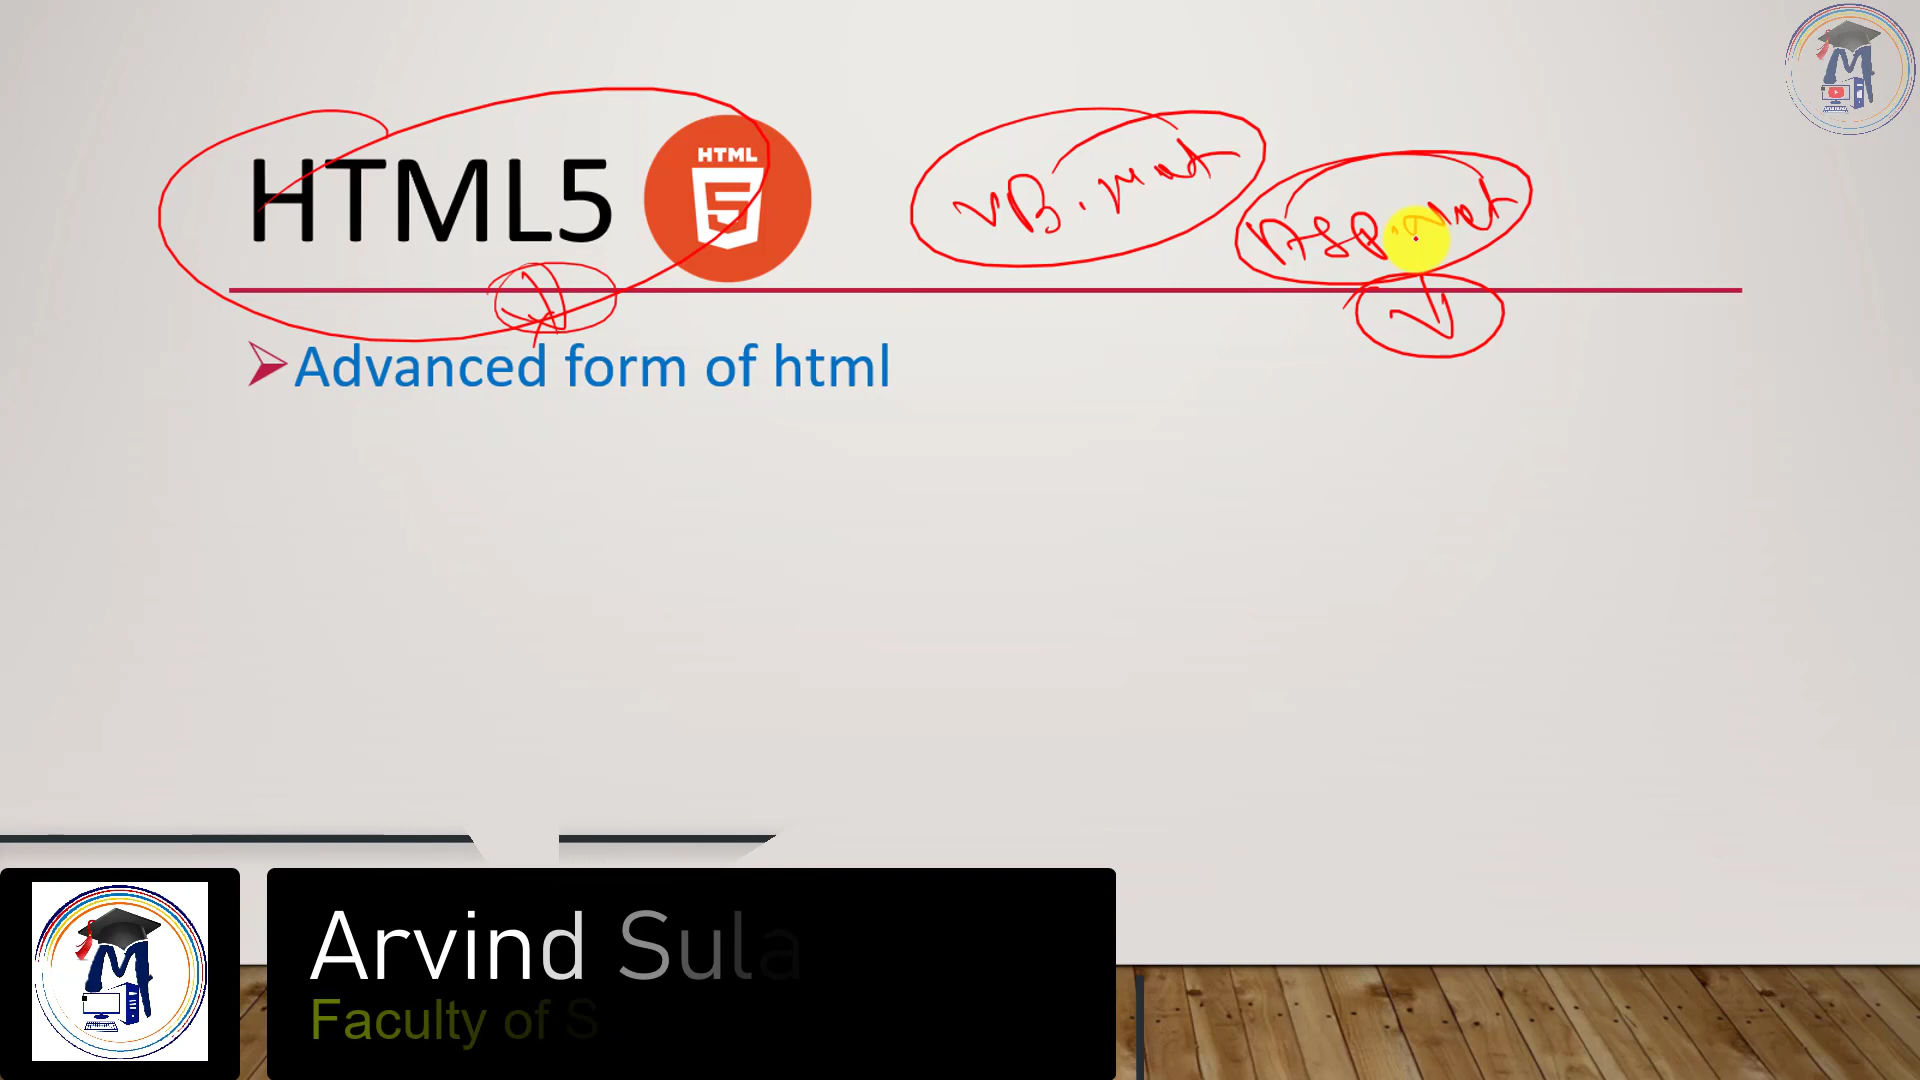 HTML5
HTML
5
VB.Net
ASP.Net
Advanced form of html
Arvind Sula
Faculty of S